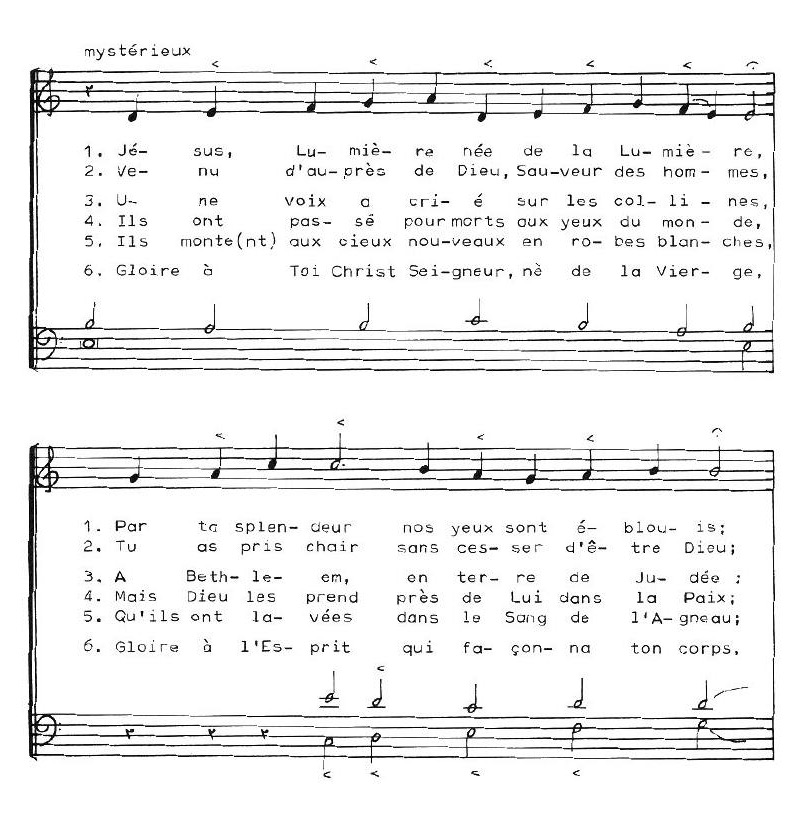 mystérieux
1. Jé- sus, Lu- miè- re née de la Lu- miè- re,
2. Ve- nu d'au-près de Dieu, Sau-veur des hom- mes,
3. U- ne voix a cri- é sur les col- li - nes,
4. Ils ont pas- sé pour morts aux yeux du mon- de,
5. Ils monte(nt) aux cieux nou-veaux en ro- bes blan- ches,
6. Gloire à Toi Christ Sei-gneur, nè de la Vier- ge,
1. Par ta splen- deur nos yeux sont é- blou- is;
2. Tu as pris chair sans ces- ser d'ê- tre Dieu;
3. A Beth- le- em, en ter- re de Ju- dée ;
4. Mais Dieu les prend près de Lui dans la Paix;
5. Qu'ils ont la- vées dans le Sang de l'A- gneau;
6. Gloire à l'Es- prit qui fa- çon- na ton corps,